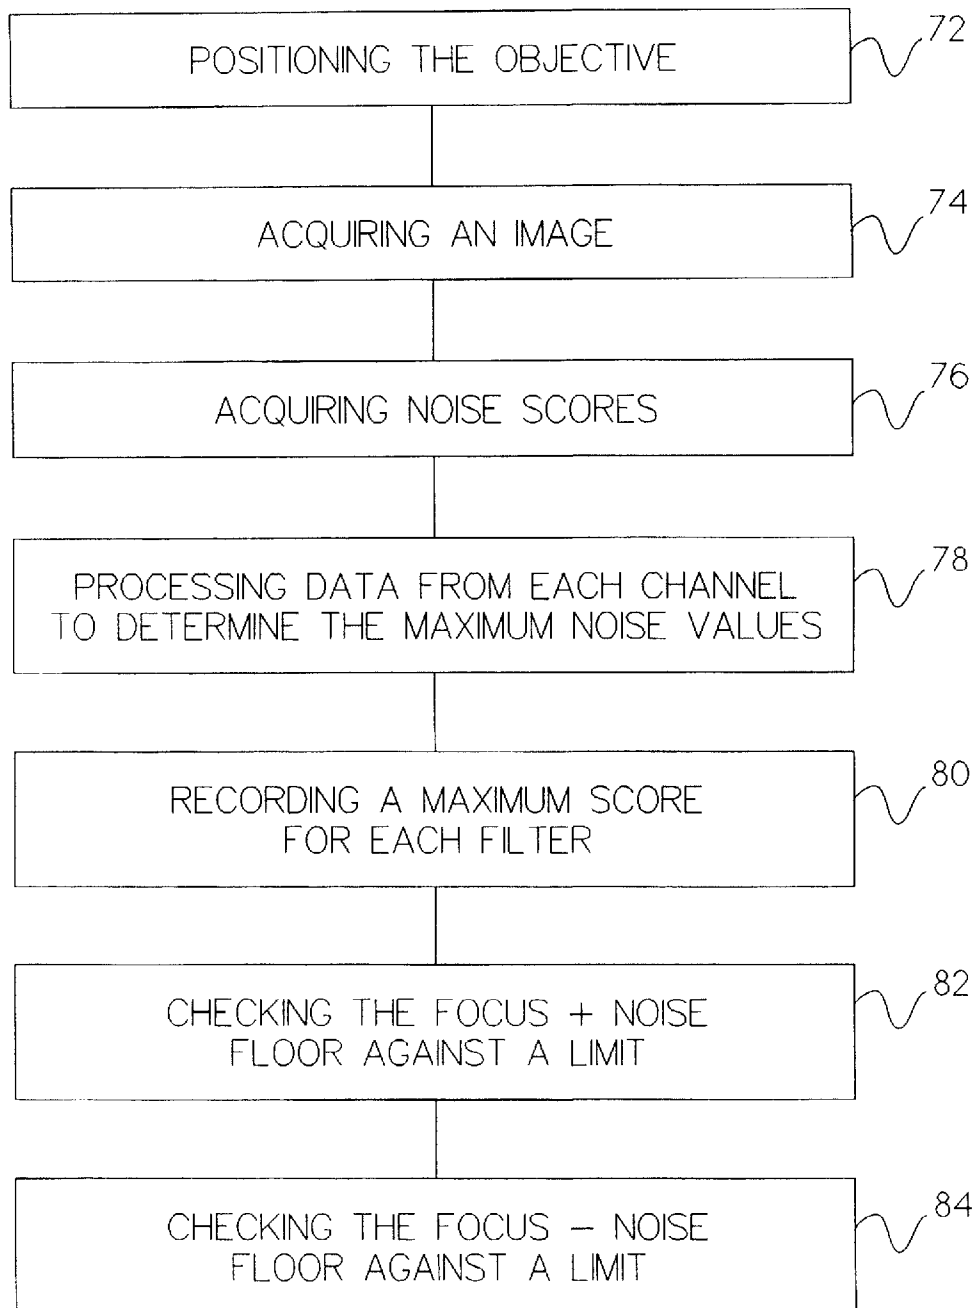 POSITIONING THE OBJECTIVE
72
ACQUIRING AN IMAGE
74
ACQUIRING NOISE SCORES
76
PROCESSING DATA FROM EACH CHANNEL
TO DETERMINE THE MAXIMUM NOISE VALUES
78
RECORDING A MAXIMUM SCORE
FOR EACH FILTER
80
CHECKING THE FOCUS + NOISE
FLOOR AGAINST A LIMIT
82
CHECKING THE FOCUS – NOISE
FLOOR AGAINST A LIMIT
84